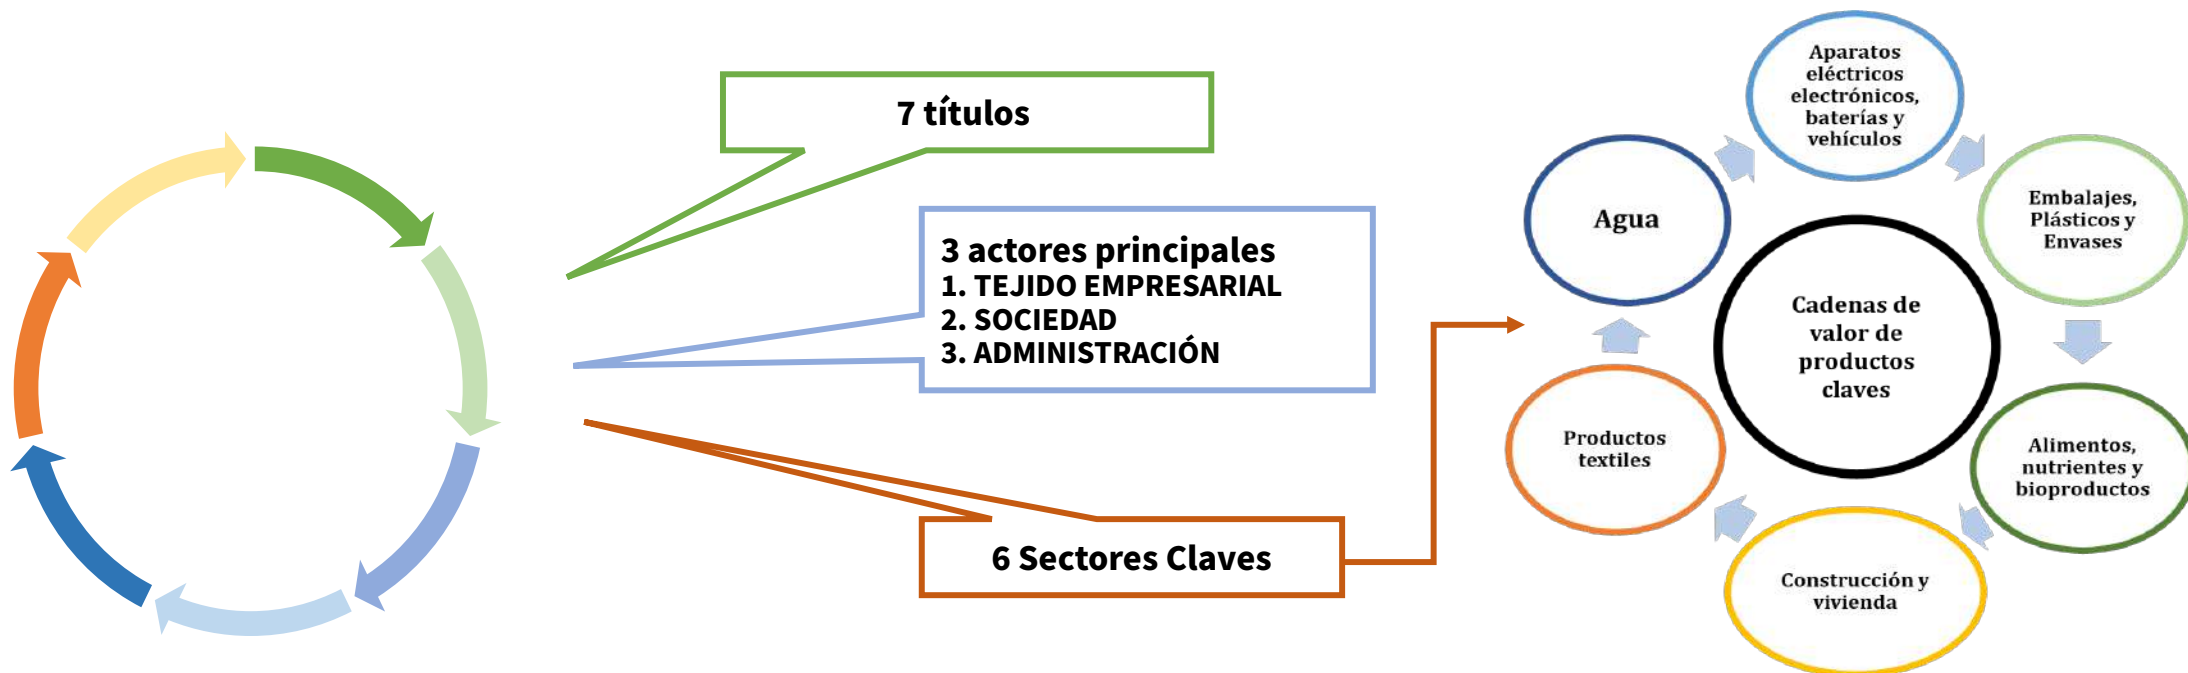 7 títulos
3 actores principales
1. TEJIDO EMPRESARIAL
2. SOCIEDAD
3. ADMINISTRACIÓN
6 Sectores Claves
Aparatos
eléctricos
electrónicos,
baterías y
vehículos
Embalajes,
Plásticos y
Envases
Alimentos,
nutrientes y
bioproductos
Construcción y
vivienda
Productos
textiles
Agua
Cadenas de
valor de
productos
claves